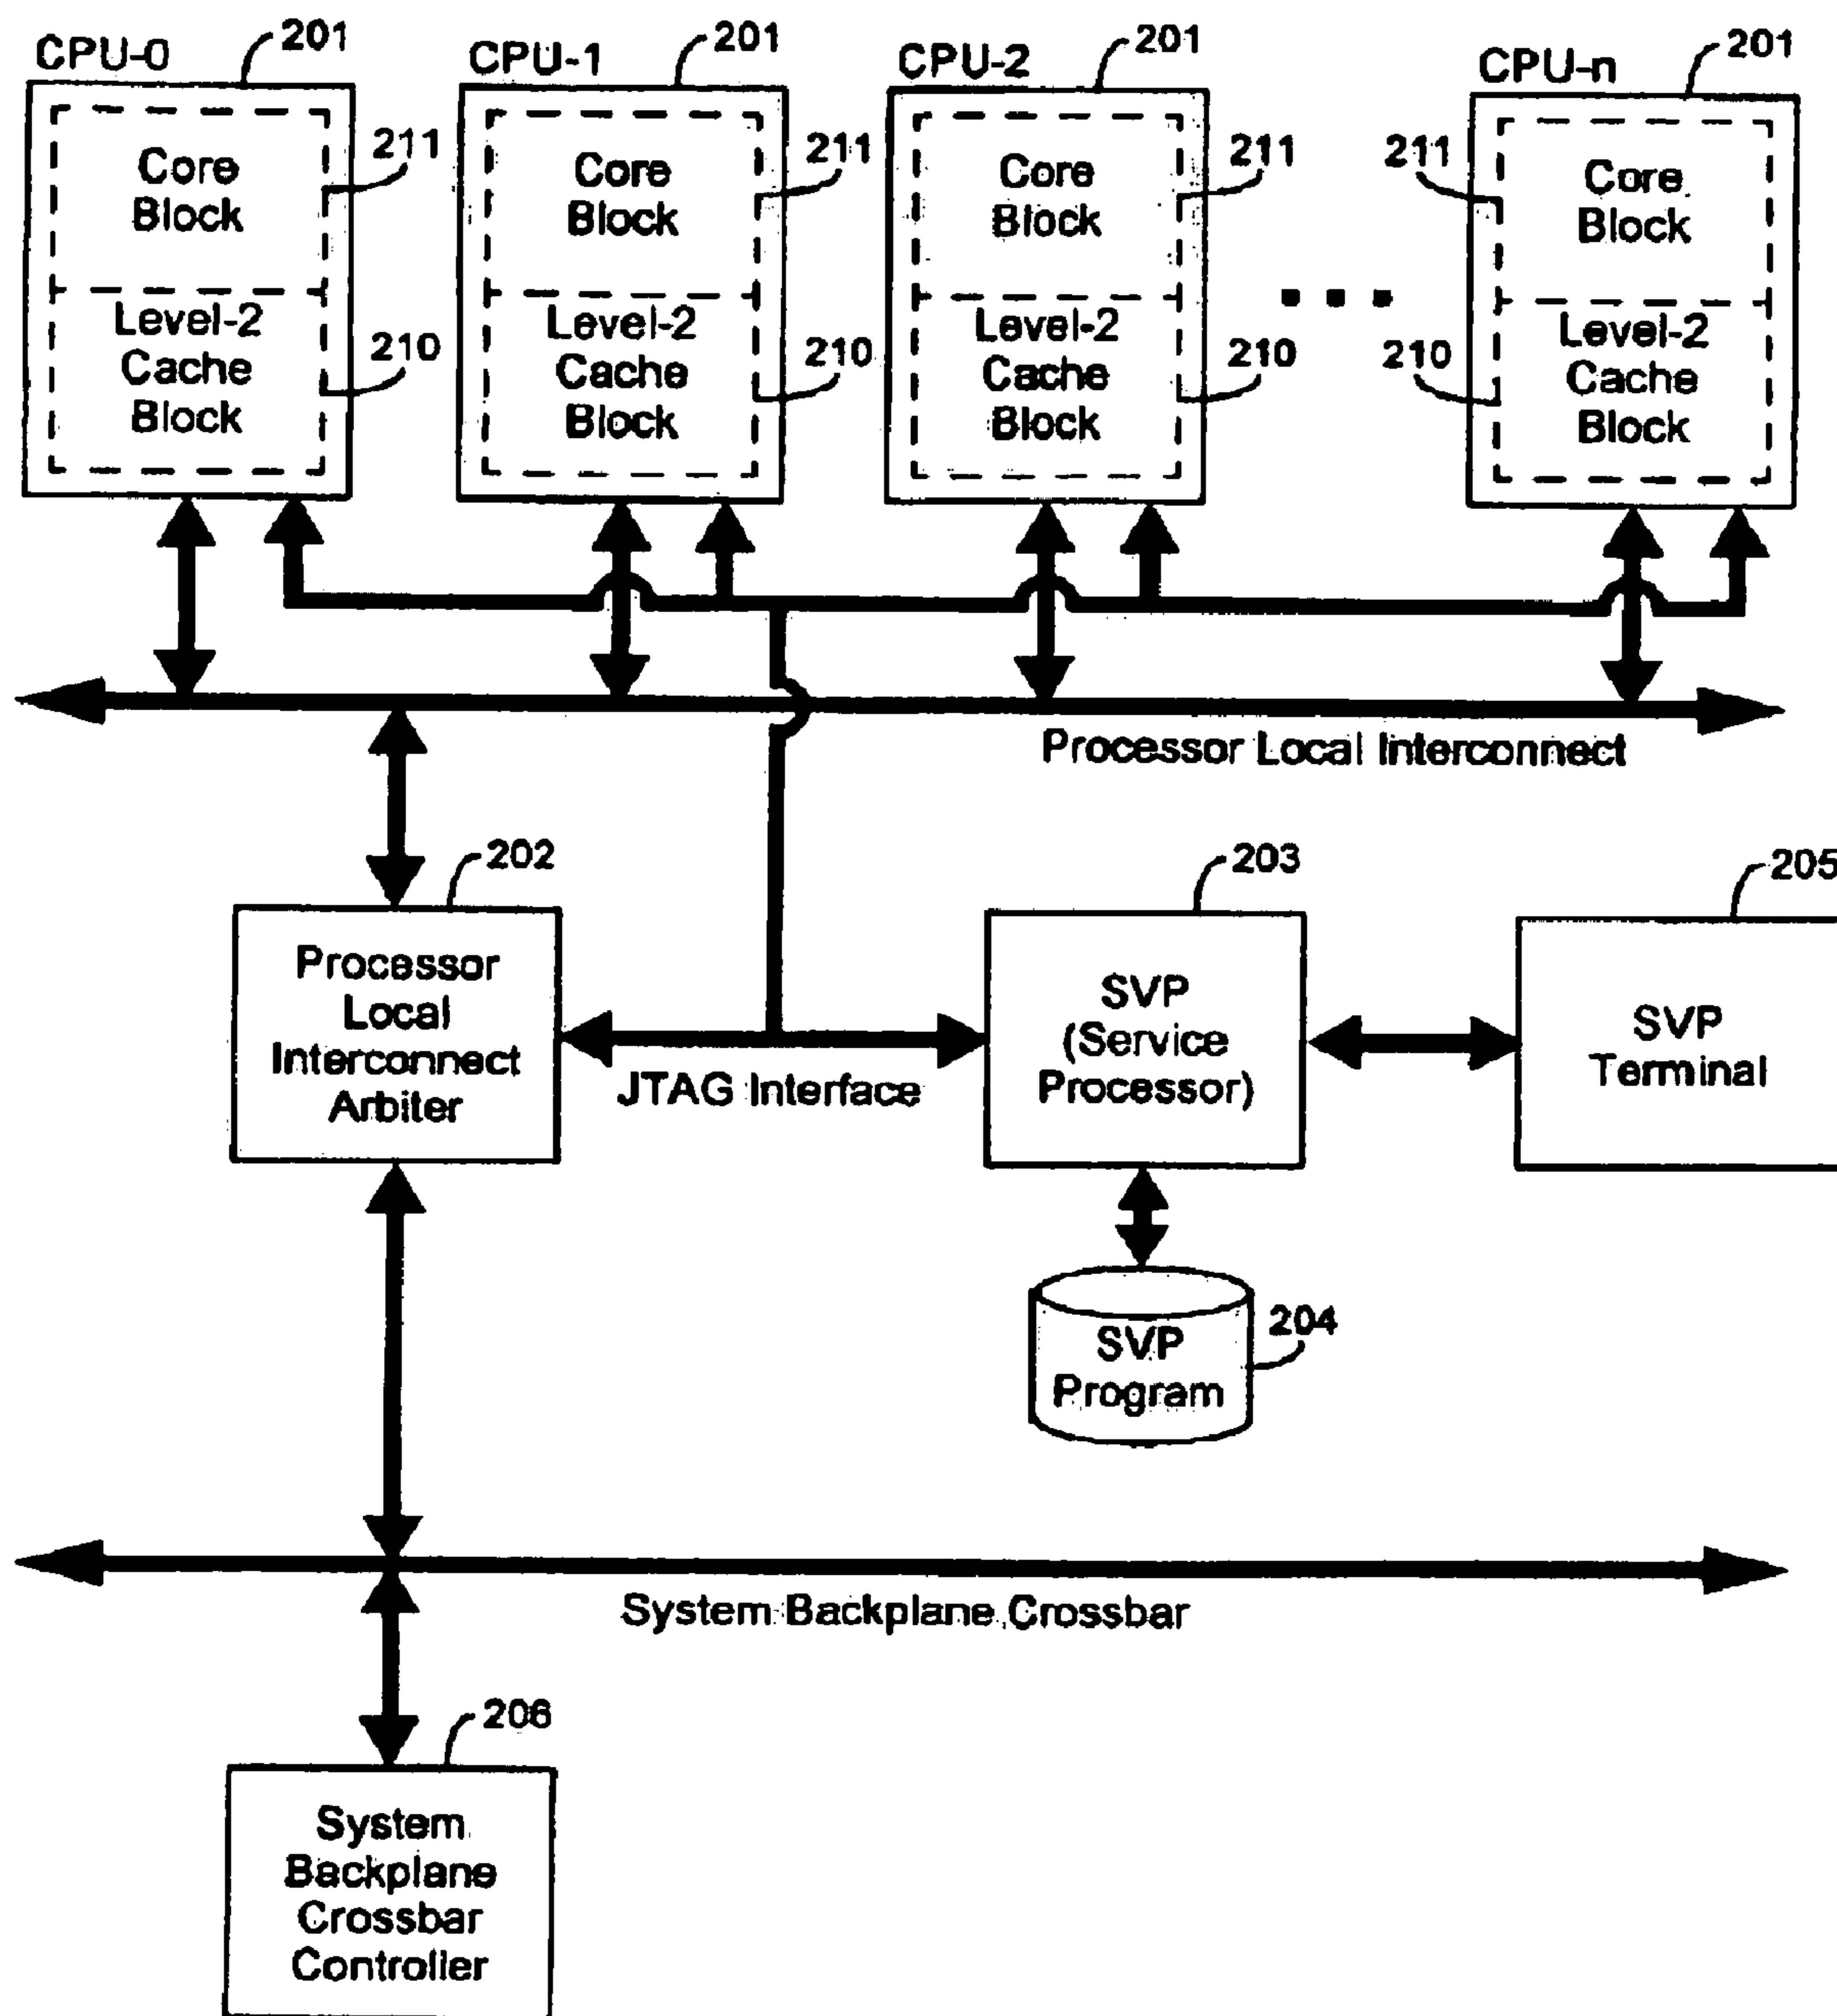 CPU-0 201 CPU-1 201 CPU-2 201 CPU-n 201
Core
Block
211
Core
Block
211
Core
Block
211
211
Core
Block
Level-2
Cache
Block
210
Level-2
Cache
Block
210
Level-2
Cache
Block
210
210
Level-2
Cache
Block
Processor Local Interconnect
202
Processor
Local
Interconnect
Arbiter
JTAG Interface
203
SVP
(Service
Processor)
205
SVP
Terminal
SVP
Program
204
System Backplane Crossbar
206
System
Backplane
Crossbar
Controller